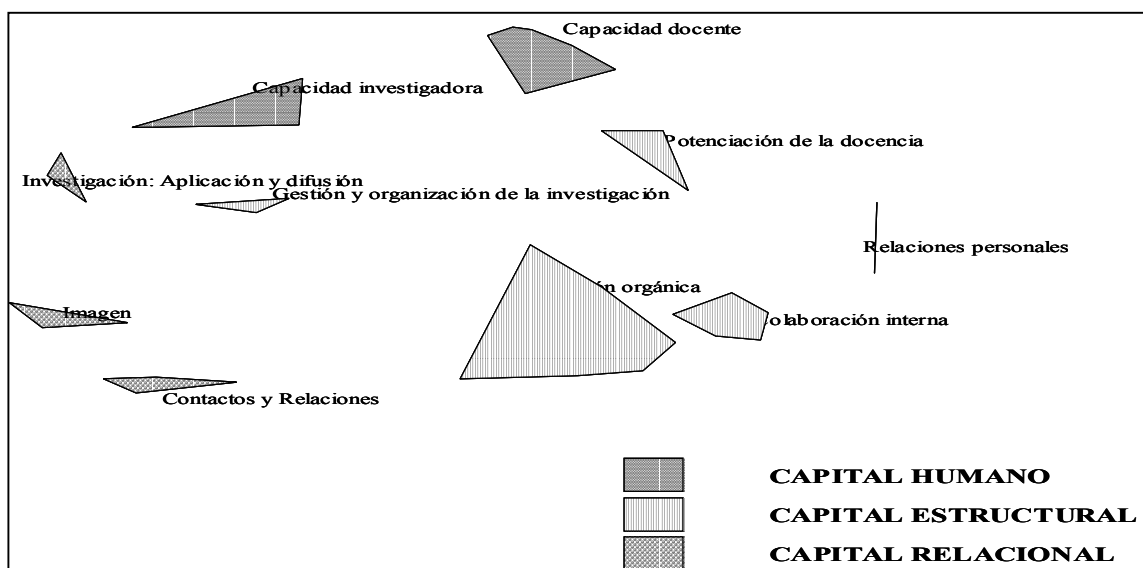 Capacidad docente
Capacidad investigadora
Potenciación de la docencia
Investigación: Aplicación y difusión
Gestión y organización de la investigación
Relaciones personales
orgánica
Imagen
Colaboración interna
Contactos y Relaciones
CAPITAL HUMANO
CAPITAL ESTRUCTURAL
CAPITAL RELACIONAL